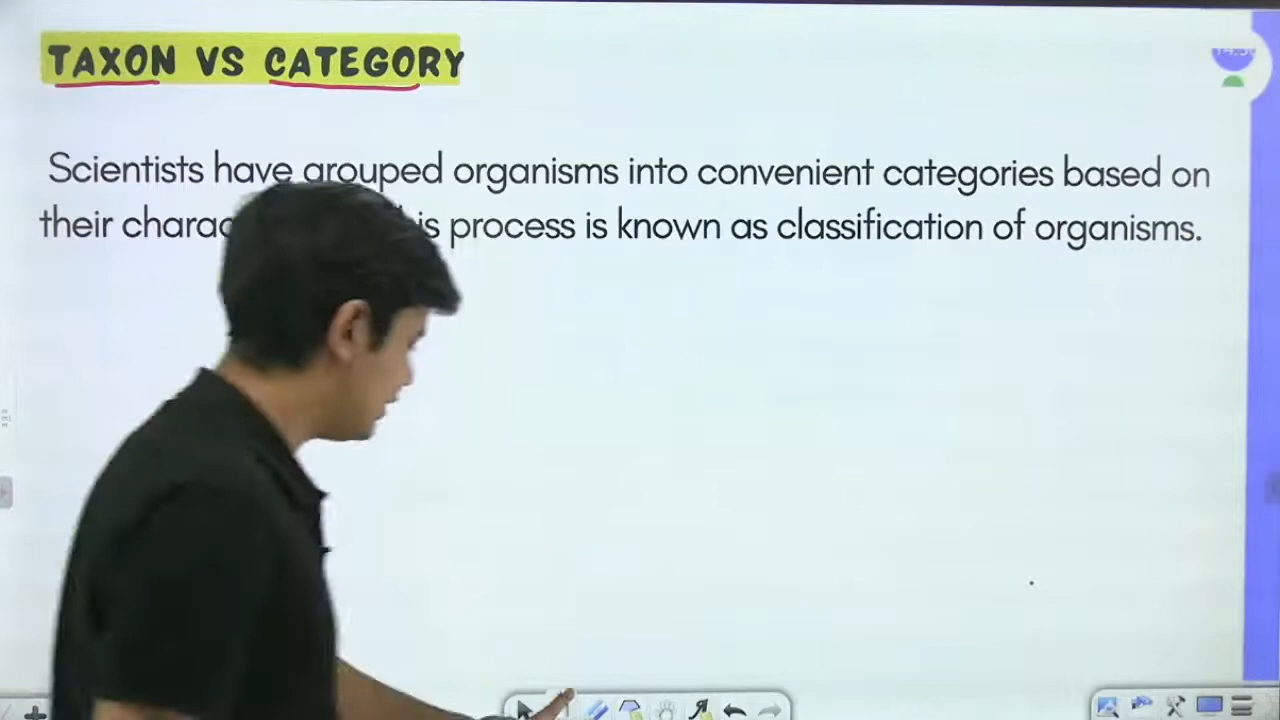 TAXON VS CATEGORY
Scientists have grouped organisms into convenient categories based on
their charac is process is known as classification of organisms.